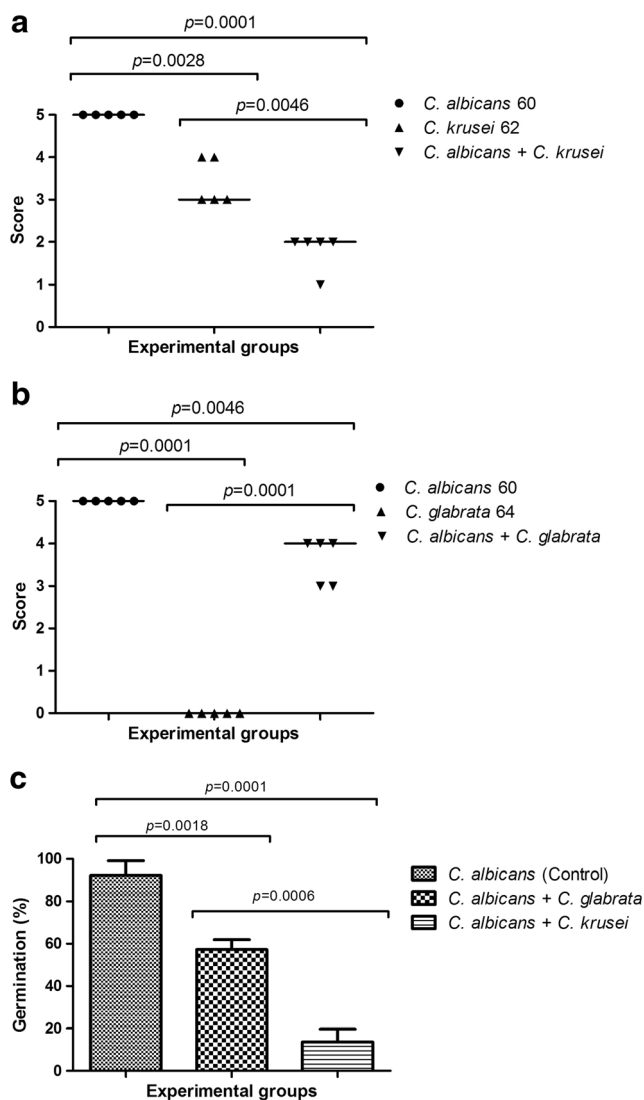 a
p=0.0001
p=0.0028
p=0.0046
C. albicans 60
C. krusei 62
C. albicans + C. krusei
5
4
3
2
1
0
Score
Experimental groups
b
p=0.0046
p=0.0001
p=0.0001
C. albicans 60
C. glabrata 64
C. albicans + C. glabrata
5
4
3
2
1
0
Score
Experimental groups
c
p=0.0001
p=0.0018
p=0.0006
C. albicans (Control)
C. albicans + C. glabrata
C. albicans + C. krusei
100
80
60
40
20
0
Germination (%)
Experimental groups